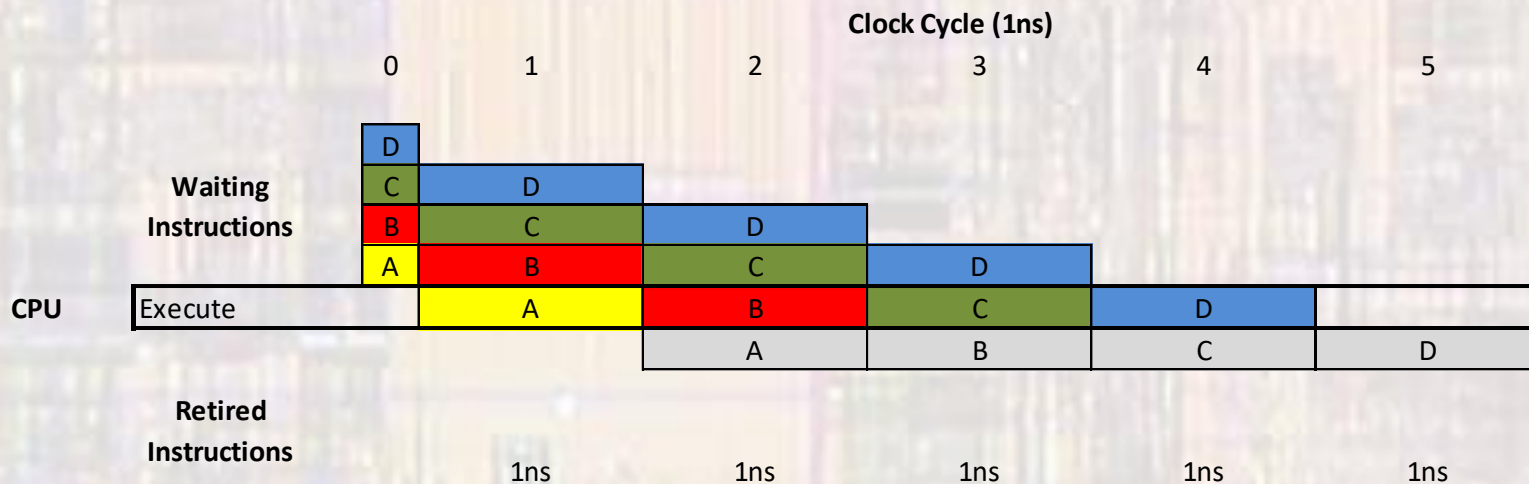 Clock Cycle (1ns)
0 1 2 3 4 5
D
Waiting C D
Instructions B C D
A B C D
CPU Execute A B C D
A B C D
Retired
Instructions
1ns 1ns 1ns 1ns 1ns